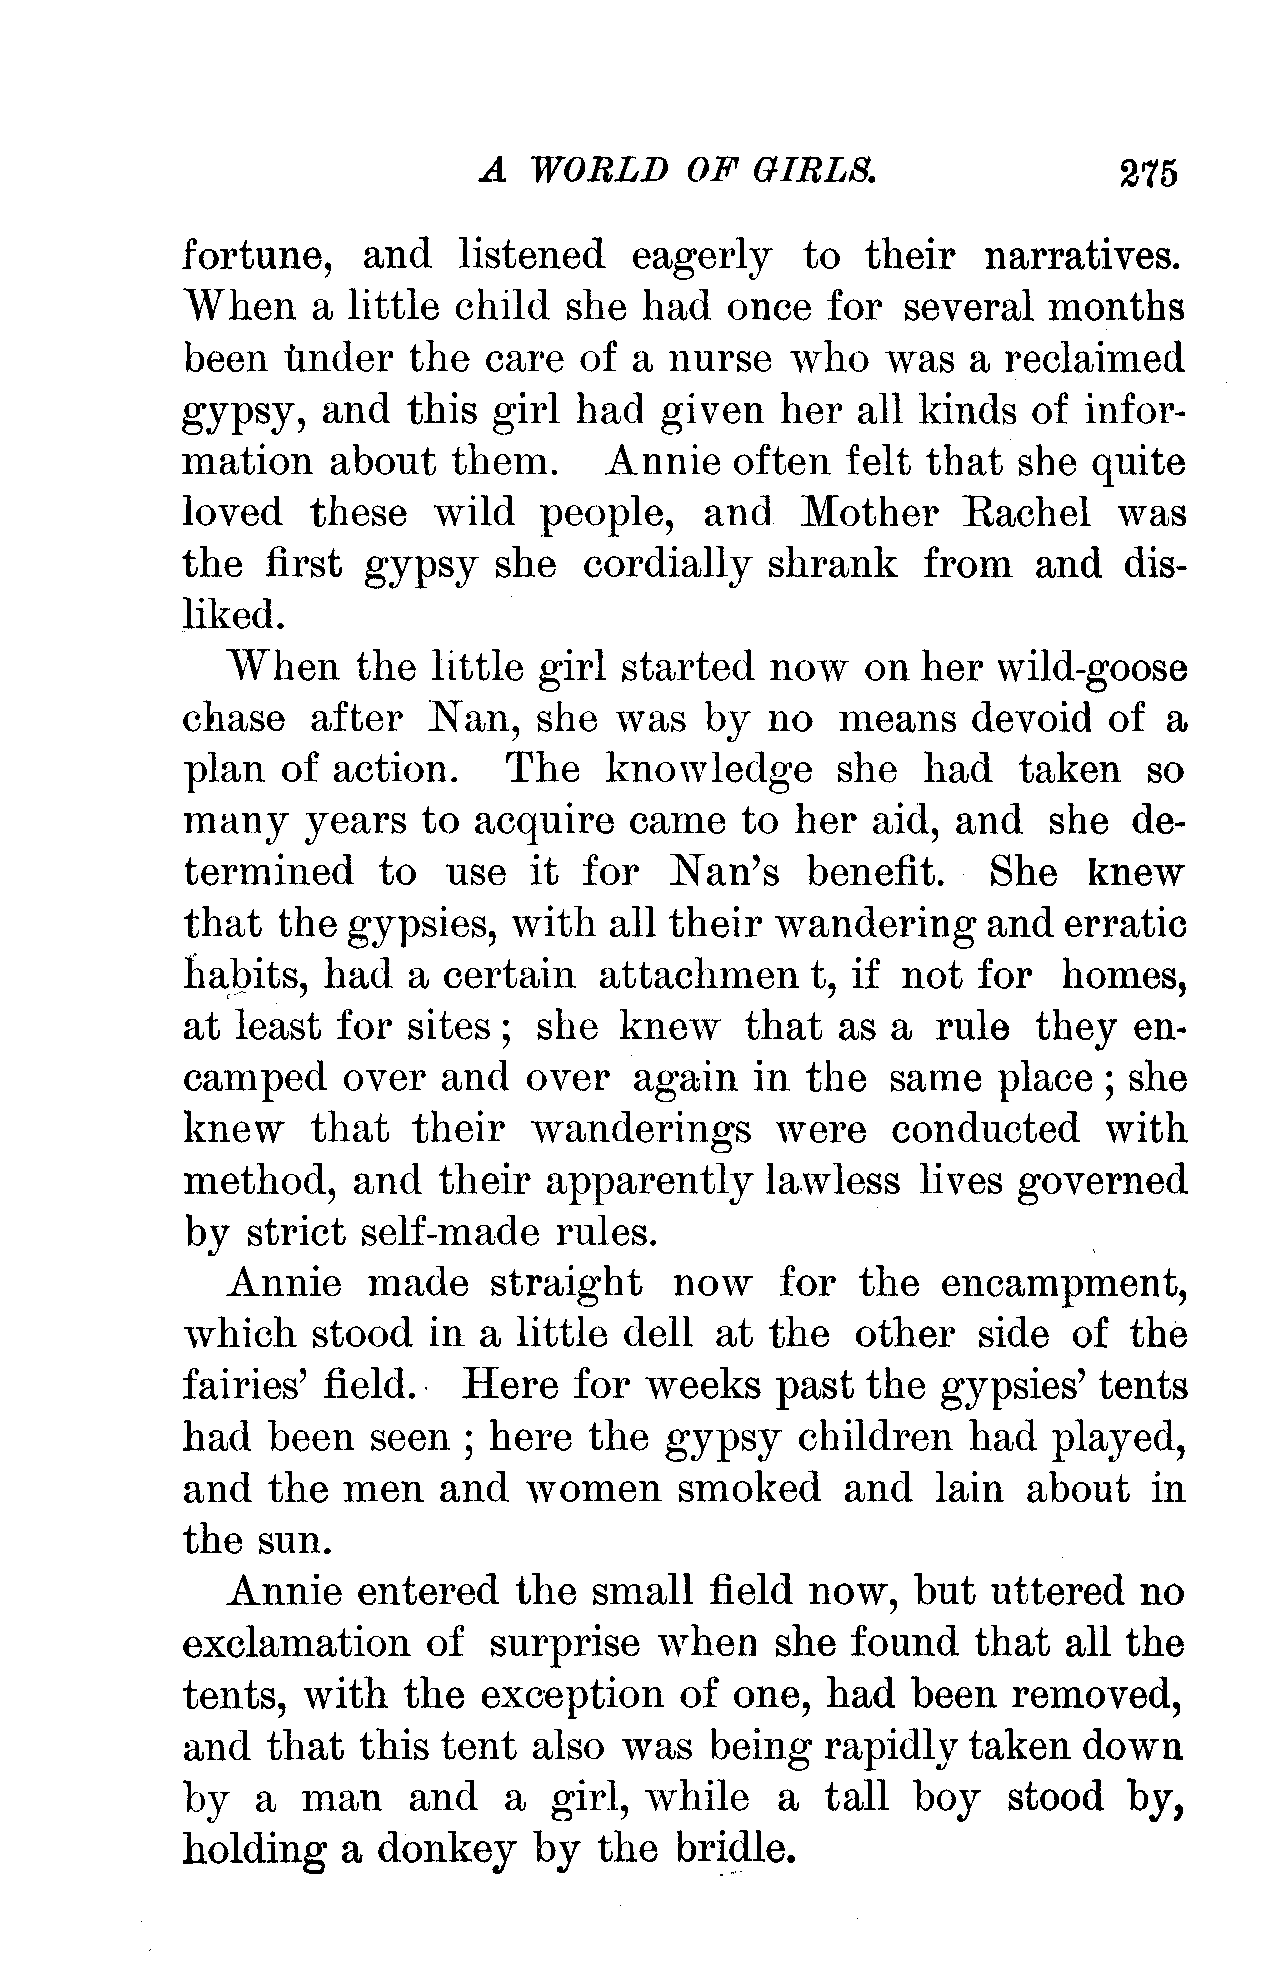 A WORLD OF GIRLS. 275
fortune, and listened eagerly to their narratives.
When a little child she had once for several months
been under the care of a nurse who was a reclaimed
gypsy, and this girl had given her all kinds of infor-
mation about them. Annie often felt that she quite
loved these wild people, and Mother Rachel was
the first gypsy she cordially shrank from and dis-
liked.
When the little girl started now on her wild-goose
chase after Nan, she was by no means devoid of a
plan of action. The knowledge she had taken so
many years to acquire came to her aid, and she de-
termined to use it for Nan's benefit. She knew
that the gypsies, with all their wandering and erratic
habits, had a certain attachmen t, if not for homes,
at least for sites ; she knew that as a rule they en-
camped over and over again in the same place ; she
knew that their wanderings were conducted with
method, and their apparently lawless lives governed
by strict self-made rules.
Annie made straight now for the encampment,
which stood in a little dell at the other side of the
fairies' field. Here for weeks past the gypsies' tents
had been seen ; here the gypsy children had played,
and the men and women smoked and lain about in
the sun.
Annie entered the small field now, but uttered no
exclamation of surprise when she found that all the
tents, with the exception of one, had been removed,
and that this tent also was being rapidly taken down
by a man and a girl, while a tall boy stood by,
holding a donkey by the bridle.